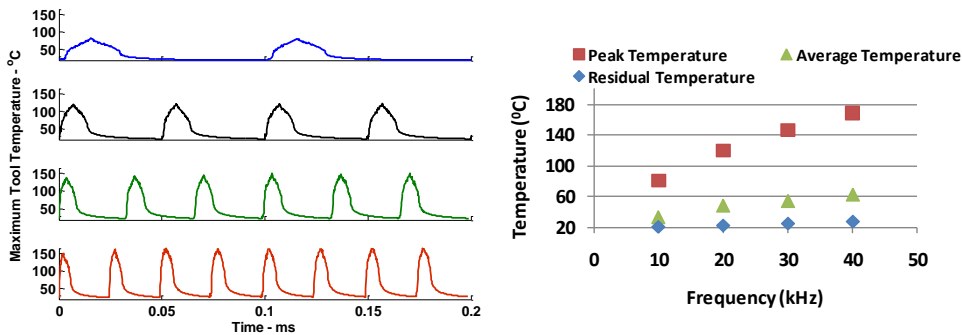 Maximum Tool Temperature - °C
150
100
50
150
100
50
150
100
50
150
100
50
0 0.05 0.1 0.15 0.2
Time - ms
Peak Temperature Average Temperature
Residual Temperature
Temperature (⁰C)
180
140
100
60
20
0 10 20 30 40 50
Frequency (kHz)